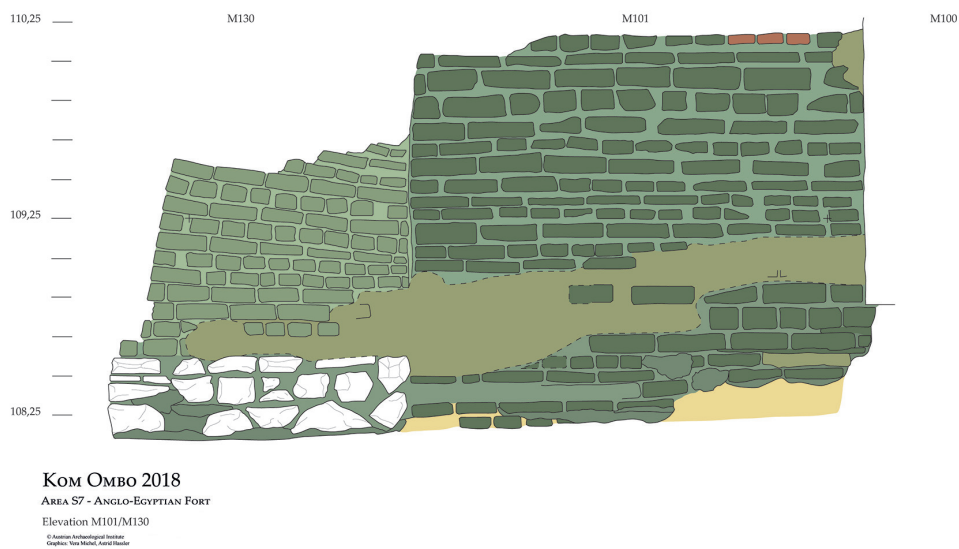 110,25 M130 M101 M100
109,25
108,25
Kom Ombo 2018
Area S7 - Anglo-Egyptian Fort
Elevation M101/M130
© Austrian Archaeological Institute
Graphics: Vera Michel, Astrid Hassler